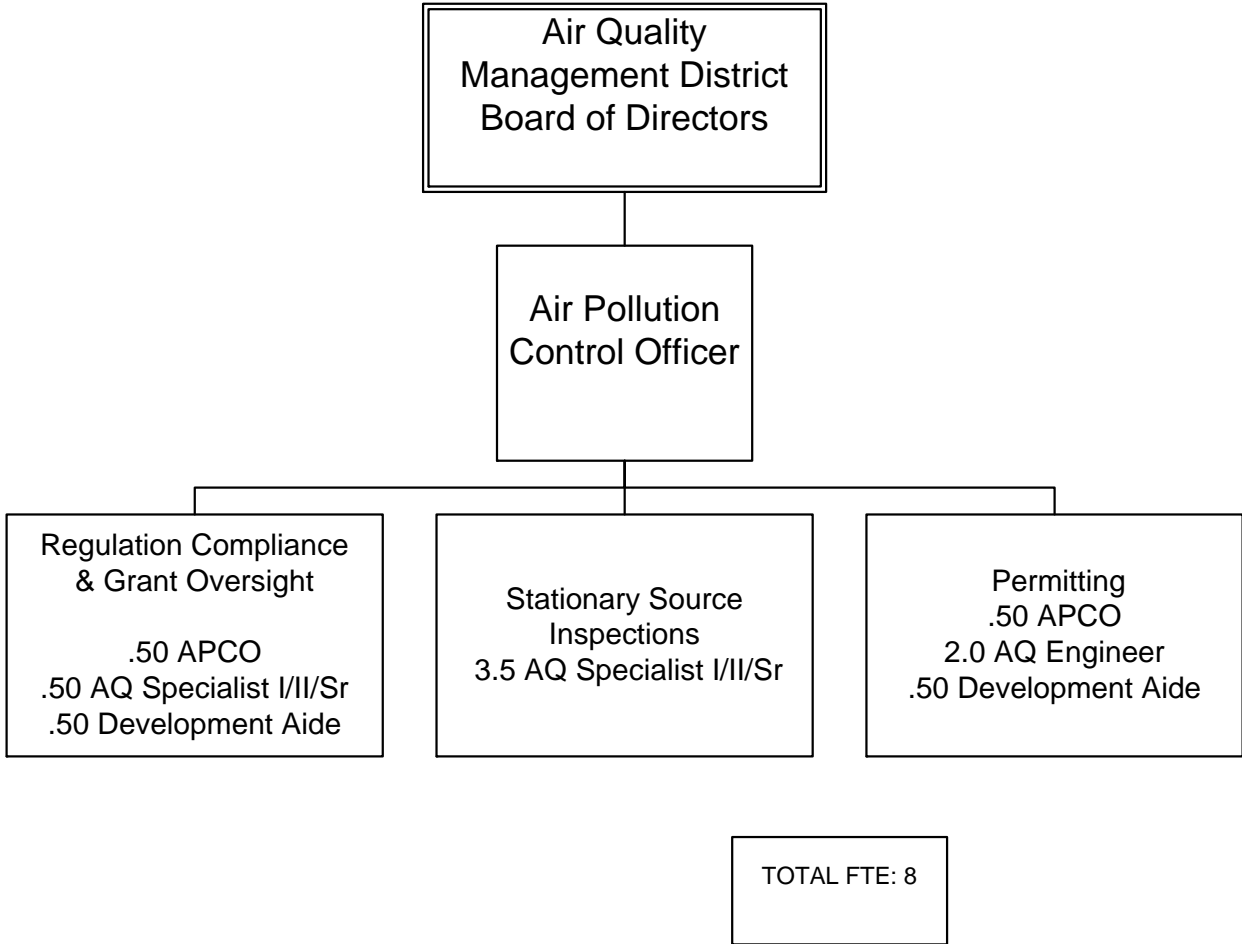 Air Quality
Management District
Board of Directors
Air Pollution
Control Officer
Regulation Compliance
& Grant Oversight
.50 APCO
.50 AQ Specialist I/II/Sr
.50 Development Aide
Stationary Source
Inspections
3.5 AQ Specialist I/II/Sr
Permitting
.50 APCO
2.0 AQ Engineer
.50 Development Aide
TOTAL FTE: 8